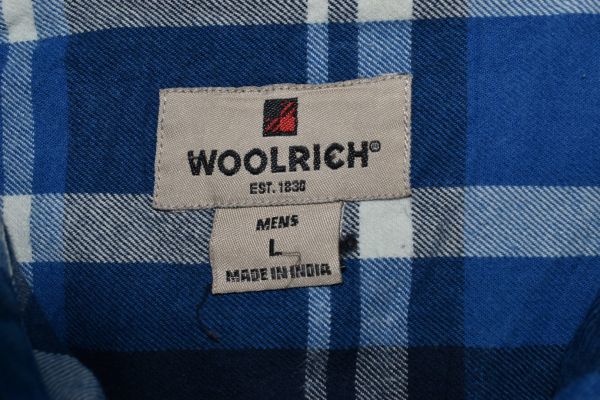 WOOLRICH®
EST. 1830
MENS
L
MADE IN INDIA